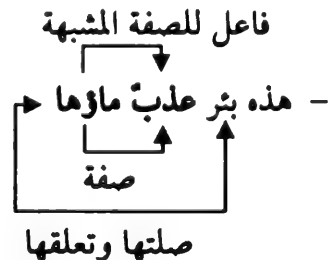 فاعل للصفة المشبهة
- هذه بئر عذبٌ ماؤها
صفة
صلتها وتعلقها